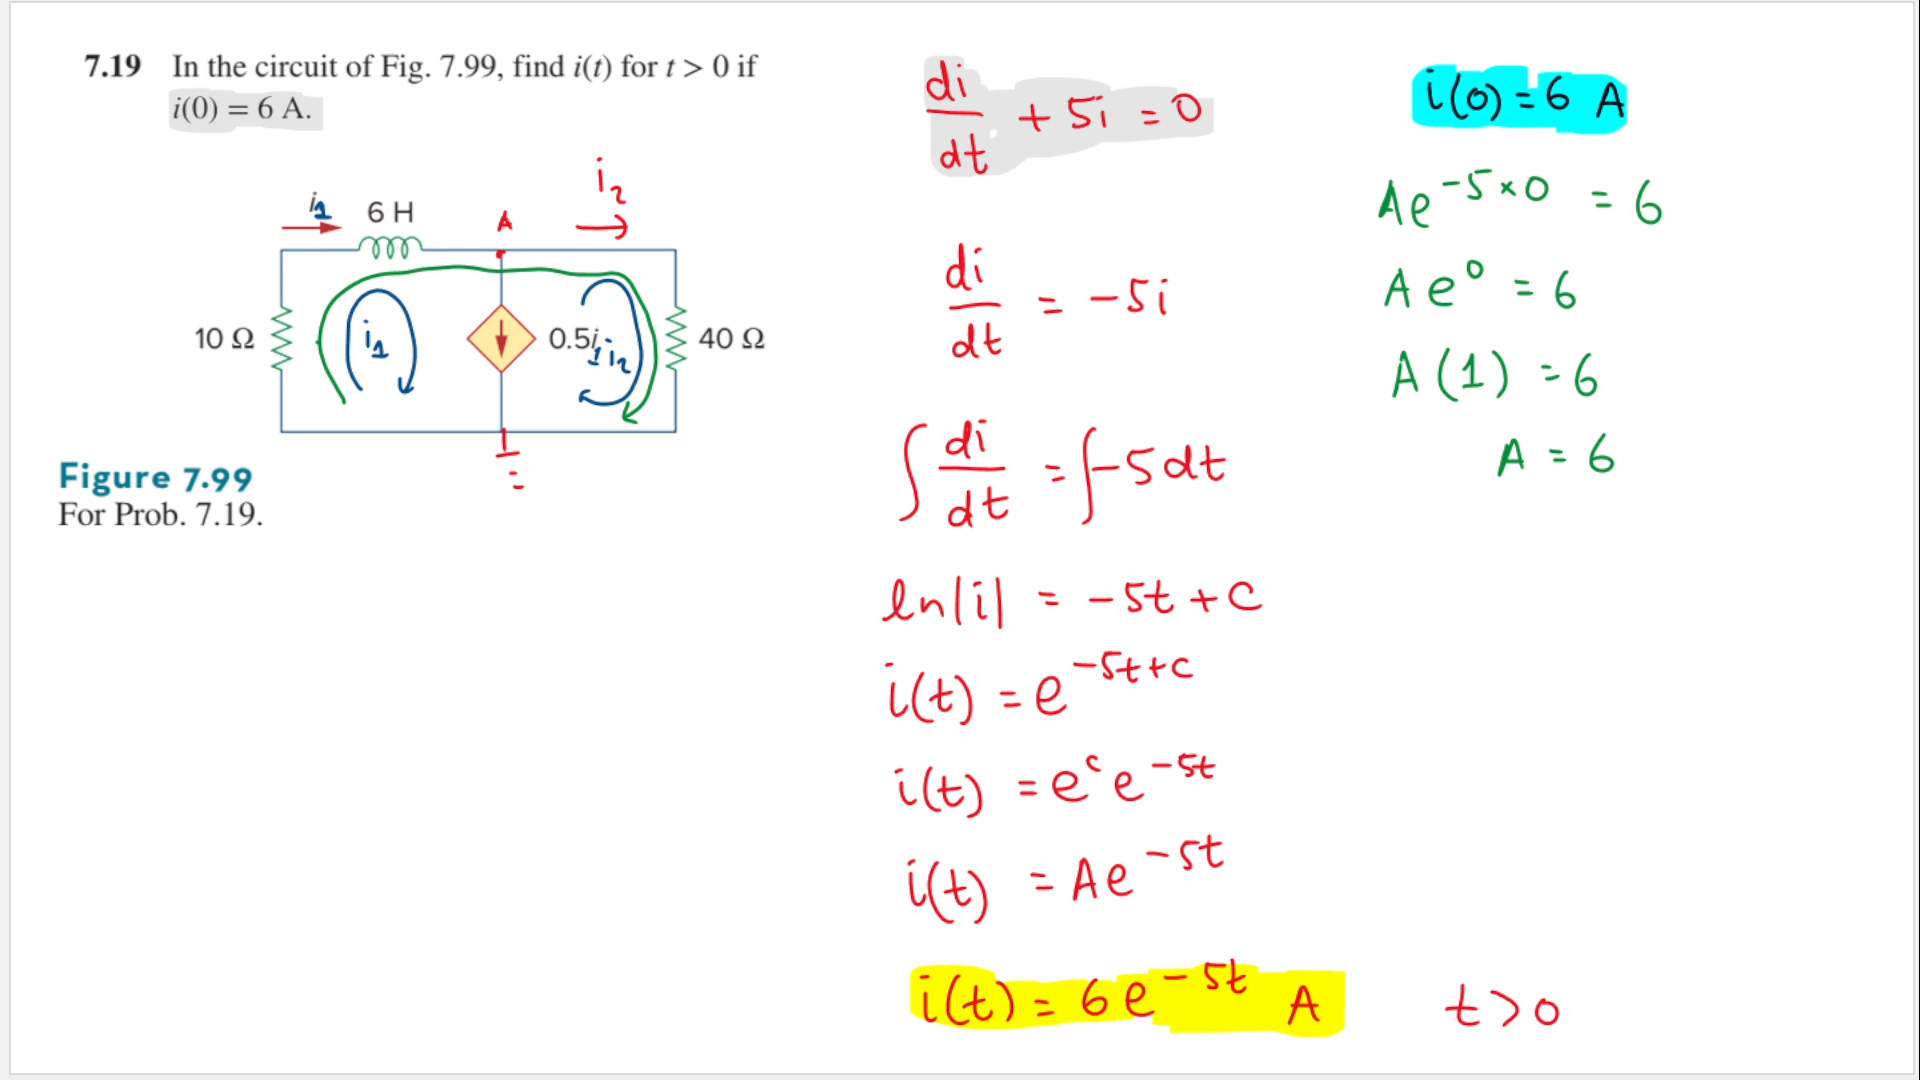 7.19 In the circuit of Fig. 7.99, find i(t) for t > 0 if
i(0) = 6 A.
i1
6 H
A
i2
10 Ω
i1
0.5i1
i2
40 Ω
Figure 7.99
For Prob. 7.19.
di/dt + 5i = 0
di/dt = -5i
∫ di/dt = ∫-5dt
ln|i| = -5t + C
i(t) = e^-5t+C
i(t) = e^c e^-5t
i(t) = Ae^-5t
i(t) = 6e^-5t A t>0
i(0) = 6 A
Ae^-5×0 = 6
Ae^0 = 6
A(1) = 6
A = 6